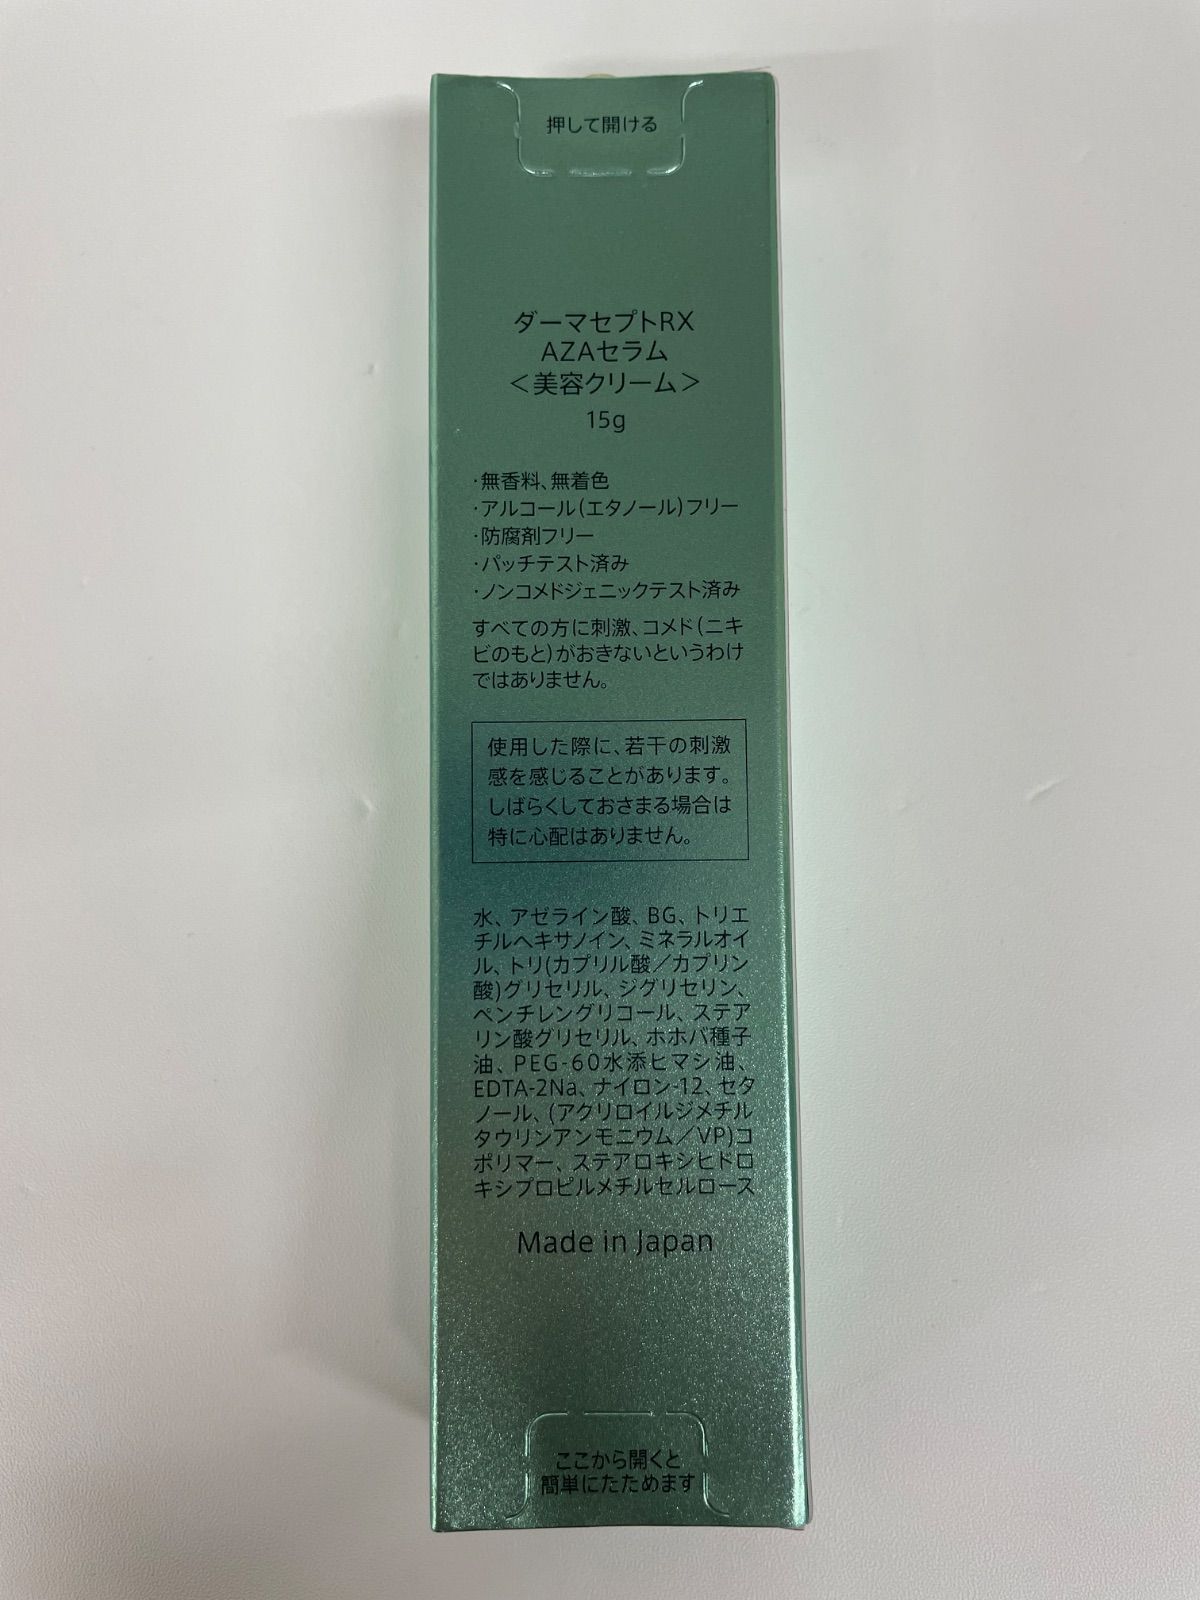 押して開ける
ダーマセプトRX
AZAセラム
＜美容クリーム＞
15g
・無香料、無着色
・アルコール（エタノール）フリー
・防腐剤フリー
・パッチテスト済み
・ノンコメドジェニックテスト済み
すべての方に刺激、コメド（ニキ
ビのもと）がおきないというわけ
ではありません。
使用した際に、若干の刺激
感を感じることがあります。
しばらくしておさまる場合は
特に心配はありません。
水、アゼライン酸、BG、トリエ
チルヘキサノイン、ミネラルオイ
ル、トリ(カプリル酸／カプリン
酸)グリセリル、ジグリセリン、
ペンチレングリコール、ステア
リン酸グリセリル、ホホバ種子
油、PEG-60水添ヒマシ油、
EDTA-2Na、ナイロン-12、セタ
ノール、(アクリロイルジメチル
タウリンアンモニウム／VP)コ
ポリマー、ステアロキシヒドロ
キシプロピルメチルセルロース
Made in Japan
ここから開くと
簡単にたためます